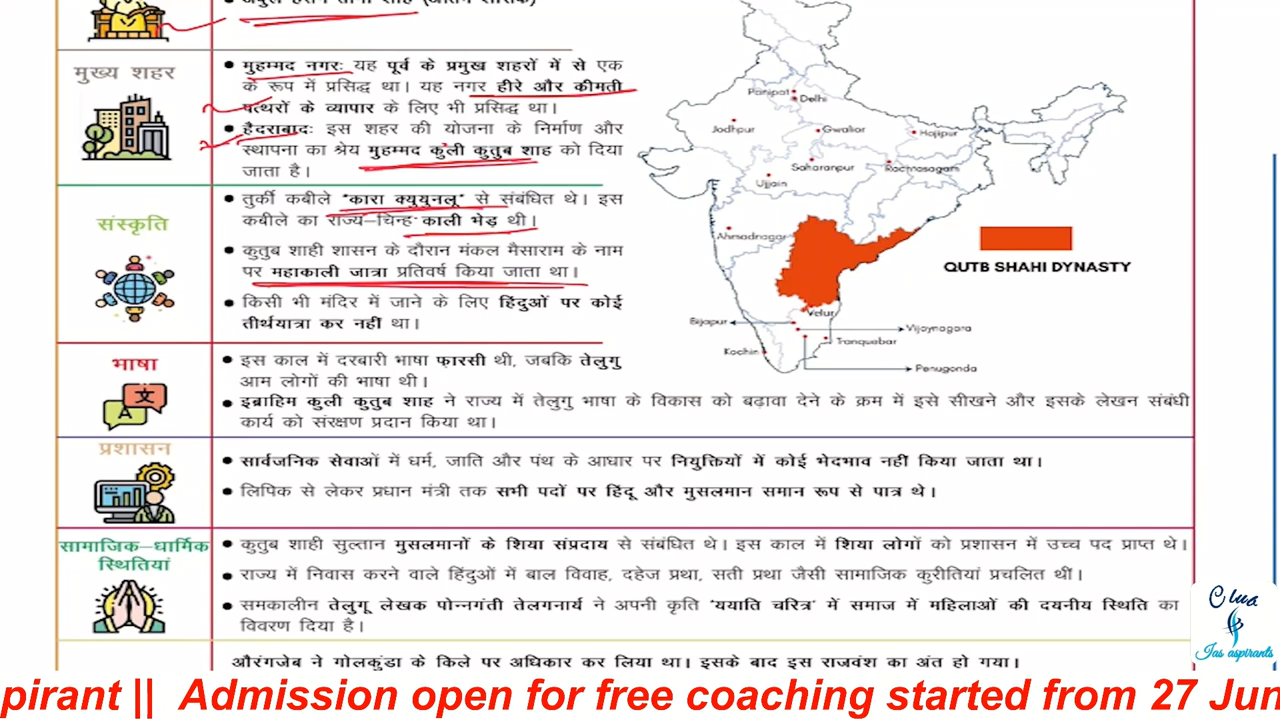 अबुल हसन ताना शाह (अंतिम शासक)
मुख्य शहर
मुहम्मद नगरः यह पूर्व के प्रमुख शहरों में से एक
के रूप में प्रसिद्ध था। यह नगर हीरे और कीमती
पत्थरों के व्यापार के लिए भी प्रसिद्ध था।
हैदराबादः इस शहर की योजना के निर्माण और
स्थापना का श्रेय मुहम्मद कुली कुतुब शाह को दिया
जाता है।
संस्कृति
तुर्की कबीले "कारा क्यूयुनलू" से संबंधित थे। इस
कबीले का राज्य–चिन्ह काली भेड़ थी।
कुतुब शाही शासन के दौरान मंकल मैसाराम के नाम
पर महाकाली जात्रा प्रतिवर्ष किया जाता था।
किसी भी मंदिर में जाने के लिए हिंदुओं पर कोई
तीर्थयात्रा कर नहीं था।
भाषा
इस काल में दरबारी भाषा फ़ारसी थी, जबकि तेलुगु
आम लोगों की भाषा थी।
इब्राहिम कुली कुतुब शाह ने राज्य में तेलुगु भाषा के विकास को बढ़ावा देने के क्रम में इसे सीखने और इसके लेखन संबंधी
कार्य को संरक्षण प्रदान किया था।
प्रशासन
सार्वजनिक सेवाओं में धर्म, जाति और पंथ के आधार पर नियुक्तियों में कोई भेदभाव नहीं किया जाता था।
लिपिक से लेकर प्रधान मंत्री तक सभी पदों पर हिंदू और मुसलमान समान रूप से पात्र थे।
सामाजिक–धार्मिक
स्थितियां
कुतुब शाही सुल्तान मुसलमानों के शिया संप्रदाय से संबंधित थे। इस काल में शिया लोगों को प्रशासन में उच्च पद प्राप्त थे।
राज्य में निवास करने वाले हिंदुओं में बाल विवाह, दहेज प्रथा, सती प्रथा जैसी सामाजिक कुरीतियां प्रचलित थीं।
समकालीन तेलुगू लेखक पोन्नगंती तेलगनार्य ने अपनी कृति 'ययाति चरित्र' में समाज में महिलाओं की दयनीय स्थिति का
विवरण दिया है।
औरंगजेब ने गोलकुंडा के किले पर अधिकार कर लिया था। इसके बाद इस राजवंश का अंत हो गया।
Panipat
Delhi
Jodhpur
Gwalior
Hajipur
Saharanpur
Rachnasagam
Ujjain
Ahmadnagar
QUTB SHAHI DYNASTY
Velur
Bijapur
Vijaynagara
Tranquebar
Kochin
Penugonda
Ias aspirants
pirant || Admission open for free coaching started from 27 Jun